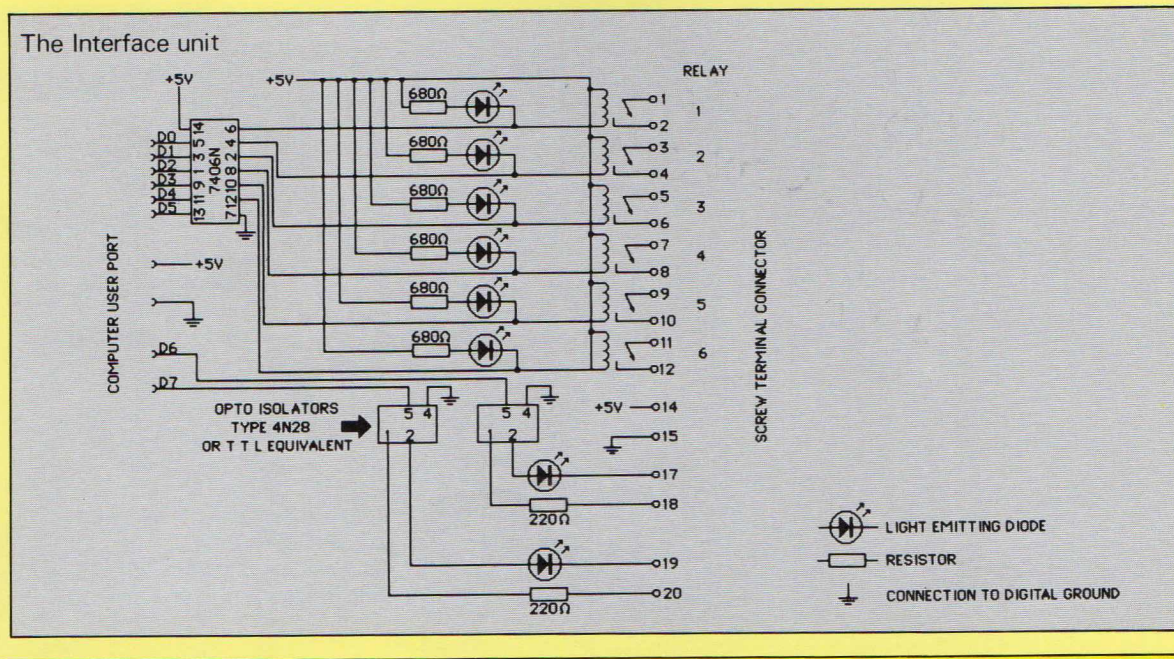 The Interface unit
+5V
+5V
RELAY
680Ω
1
2
1
680Ω
3
4
2
680Ω
5
6
3
680Ω
7
8
4
680Ω
9
10
5
680Ω
11
12
6
D0
D1
D2
D3
D4
D5
14
5
3
1
9
11
13
7406N
6
4
2
8
10
12
7
COMPUTER USER PORT
+5V
D6
D7
OPTO ISOLATORS
TYPE 4N28
OR T T L EQUIVALENT
5 4
1 2
5 4
1 2
+5V
14
15
17
18
220Ω
19
20
220Ω
SCREW TERMINAL CONNECTOR
LIGHT EMITTING DIODE
RESISTOR
CONNECTION TO DIGITAL GROUND